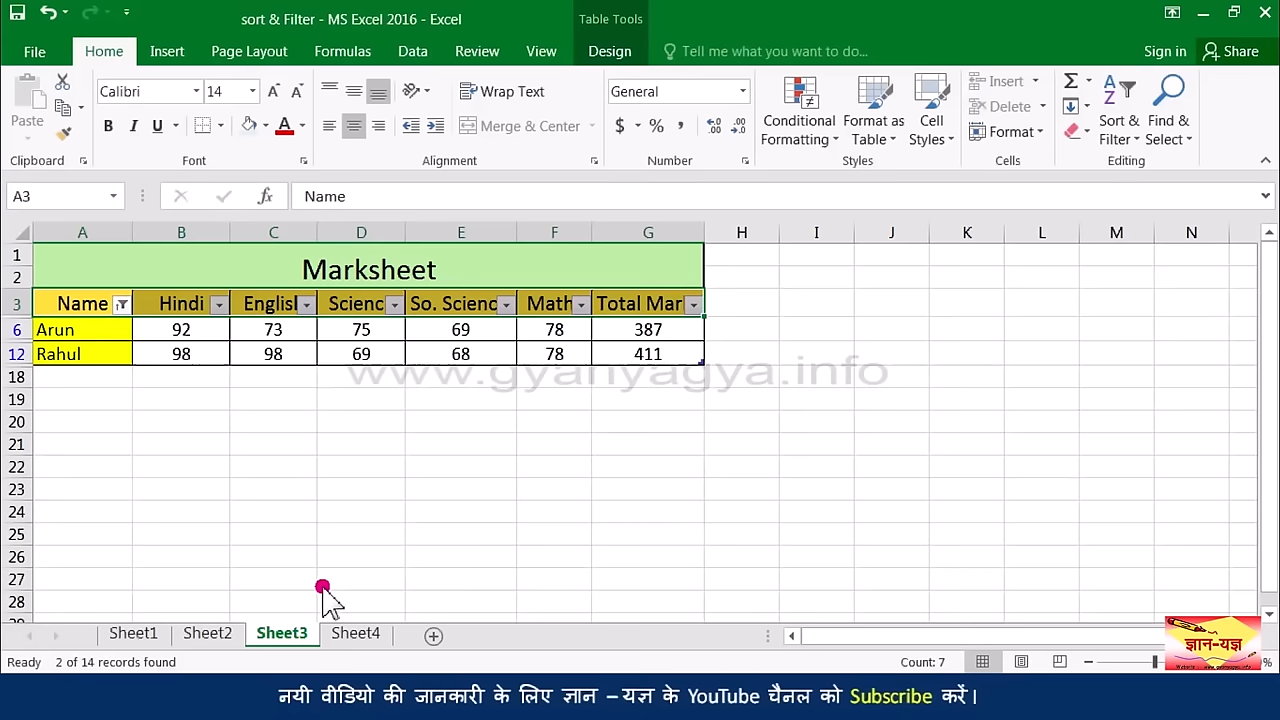 sort & Filter - MS Excel 2016 - Excel
Table Tools
File Home Insert Page Layout Formulas Data Review View Design Tell me what you want to do... Sign in Share
Calibri 14 Wrap Text General Insert
Paste B I U Merge & Center $ % , Conditional Formatting Format as Table Cell Styles Delete Format Sort & Filter Find & Select
Clipboard Font Alignment Number Styles Cells Editing
A3 fx Name
A B C D E F G H I J K L M N
1
Marksheet
2
3 Name Hindi Englisl Scienc So. Scienc Math Total Mar
6 Arun 92 73 75 69 78 387
12 Rahul 98 98 69 68 78 411
www.gyanyagya.info
18
19
20
21
22
23
24
25
26
27
28
Sheet1 Sheet2 Sheet3 Sheet4
ज्ञान-यज्ञ
Ready 2 of 14 records found Count: 7
नयी वीडियो की जानकारी के लिए ज्ञान – यज्ञ के YouTube चैनल को Subscribe करें।